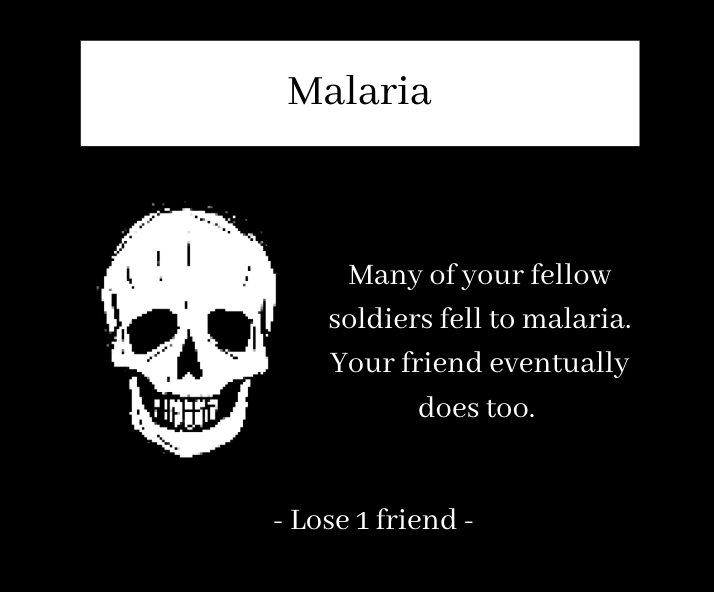 Malaria
Many of your fellow
soldiers fell to malaria.
Your friend eventually
does too.
- Lose 1 friend -